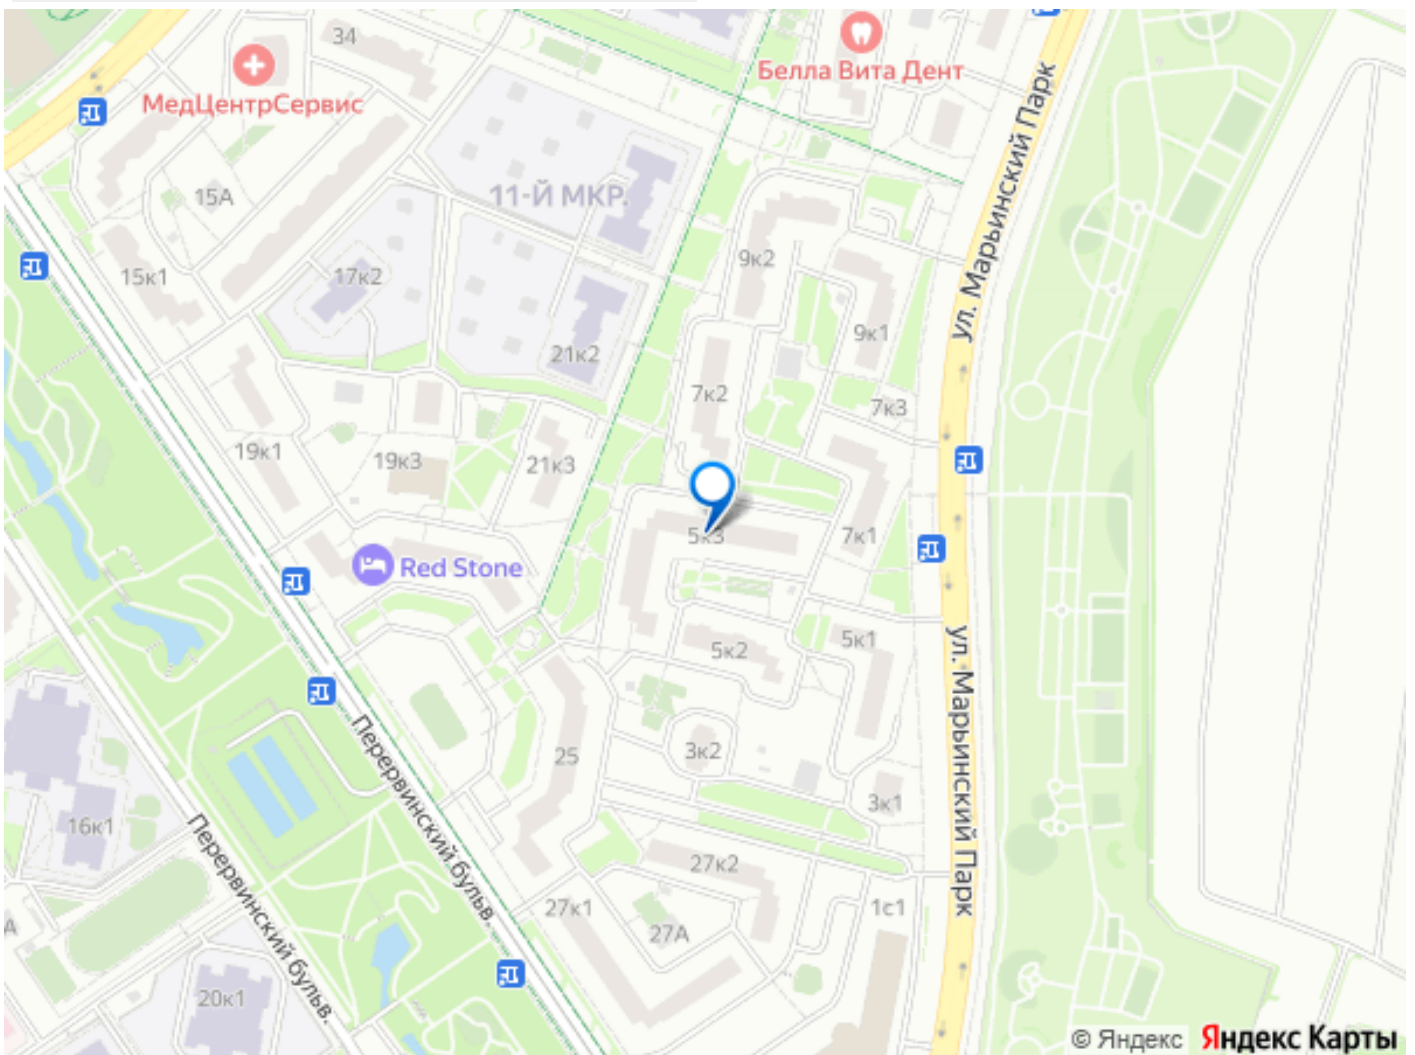 34
Белла Вита Дент
МедЦентрСервис
ул. Марьинский Парк
15А
11-Й МКР.
15к1
17к2
9к2
9к1
21к2
7к2
7к3
19к1
19к3
21к3
5к3
7к1
Red Stone
5к2
5к1
ул. Марьинский Парк
25
3к2
3к1
Перервинский бульв.
16к1
Перервинский бульв.
27к2
27к1
1с1
27А
А
20к1
© Яндекс Яндекс Карты